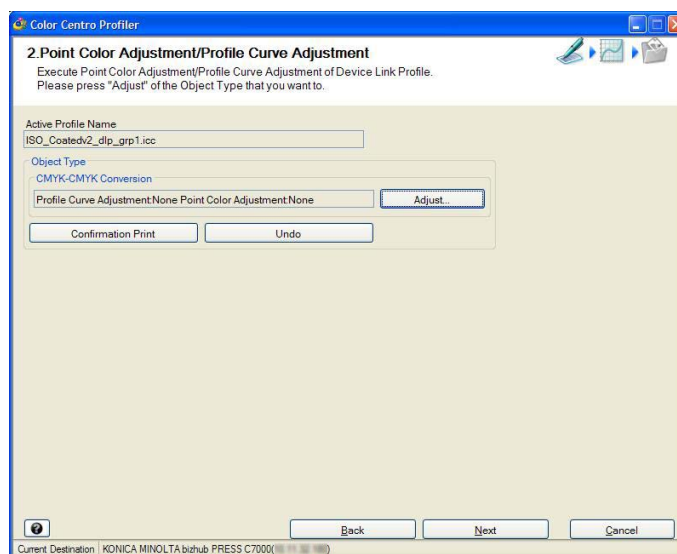 Color Centro Profiler
2.Point Color Adjustment/Profile Curve Adjustment
Execute Point Color Adjustment/Profile Curve Adjustment of Device Link Profile.
Please press "Adjust" of the Object Type that you want to.
Active Profile Name
ISO_Coatedv2_dlp_grp1.icc
Object Type
CMYK-CMYK Conversion
Profile Curve Adjustment:None Point Color Adjustment:None
Adjust...
Confirmation Print
Undo
Back
Next
Cancel
Current Destination KONICA MINOLTA bizhub PRESS C7000(